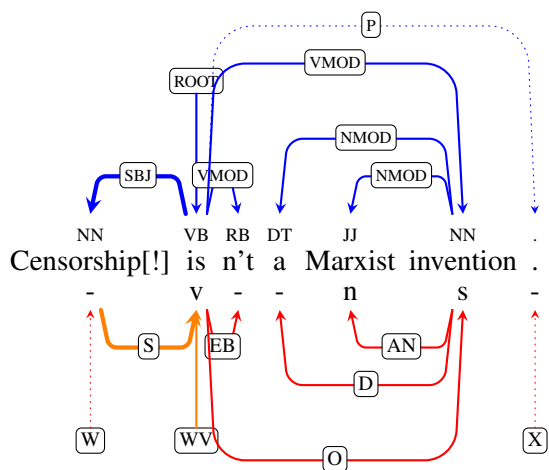 P
VMOD
ROOT
NMOD
SBJ VMOD NMOD
NN VB RB DT JJ NN .
Censorship[!] is n't a Marxist invention .
- v - - n s -
S EB AN
D
W WV X
O